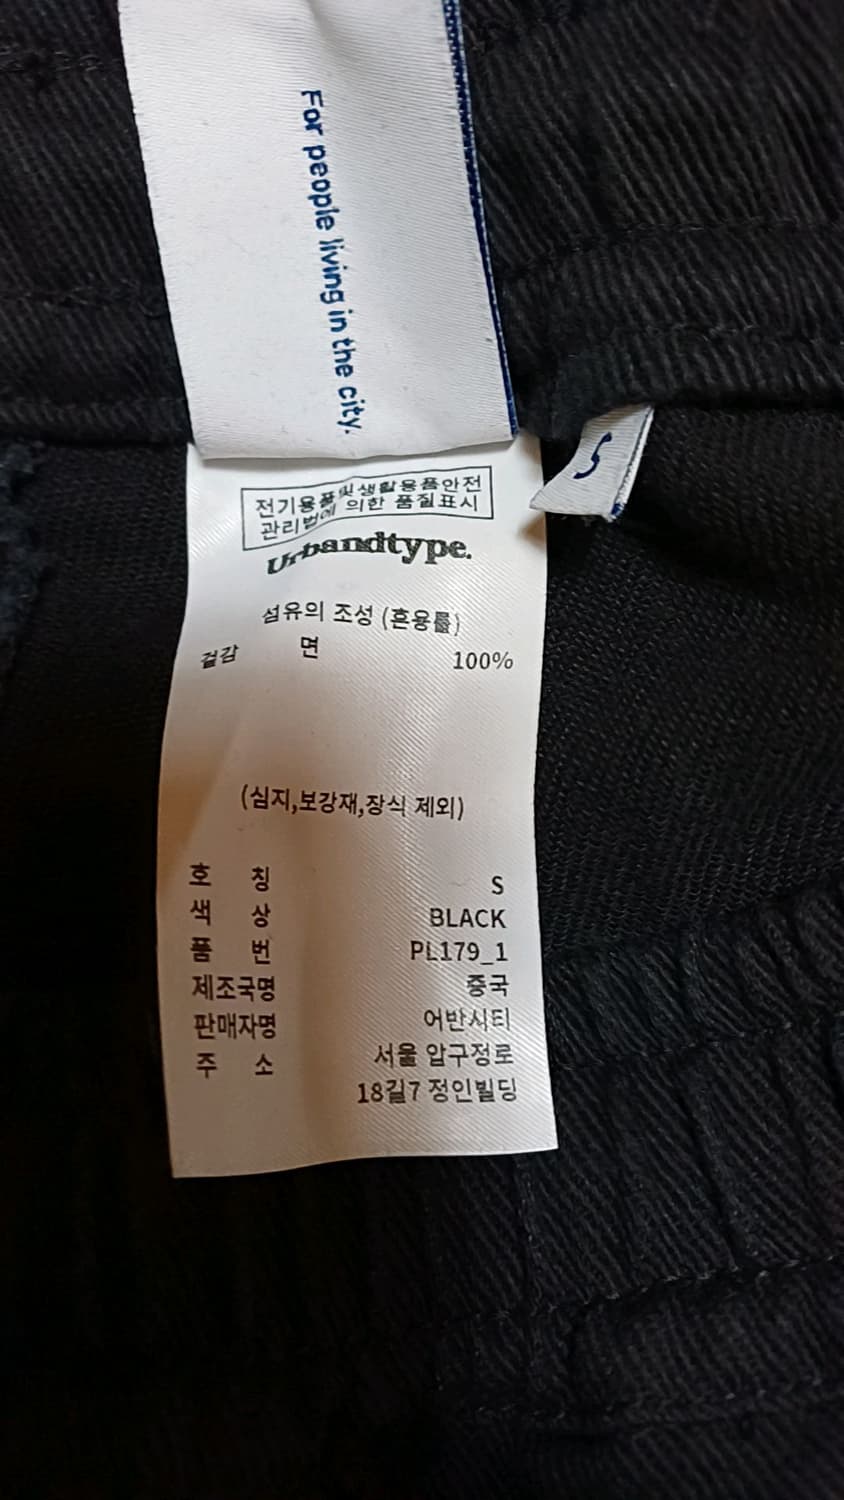 For people living in the city.
S
전기용품및생활용품안전
관리법에 의한 품질표시
Urbandtype.
섬유의 조성 (혼용률)
겉감 면 100%
(심지,보강재,장식 제외)
호 칭 S
색 상 BLACK
품 번 PL179_1
제조국명 중국
판매자명 어반시티
주 소 서울 압구정로
18길7 정인빌딩